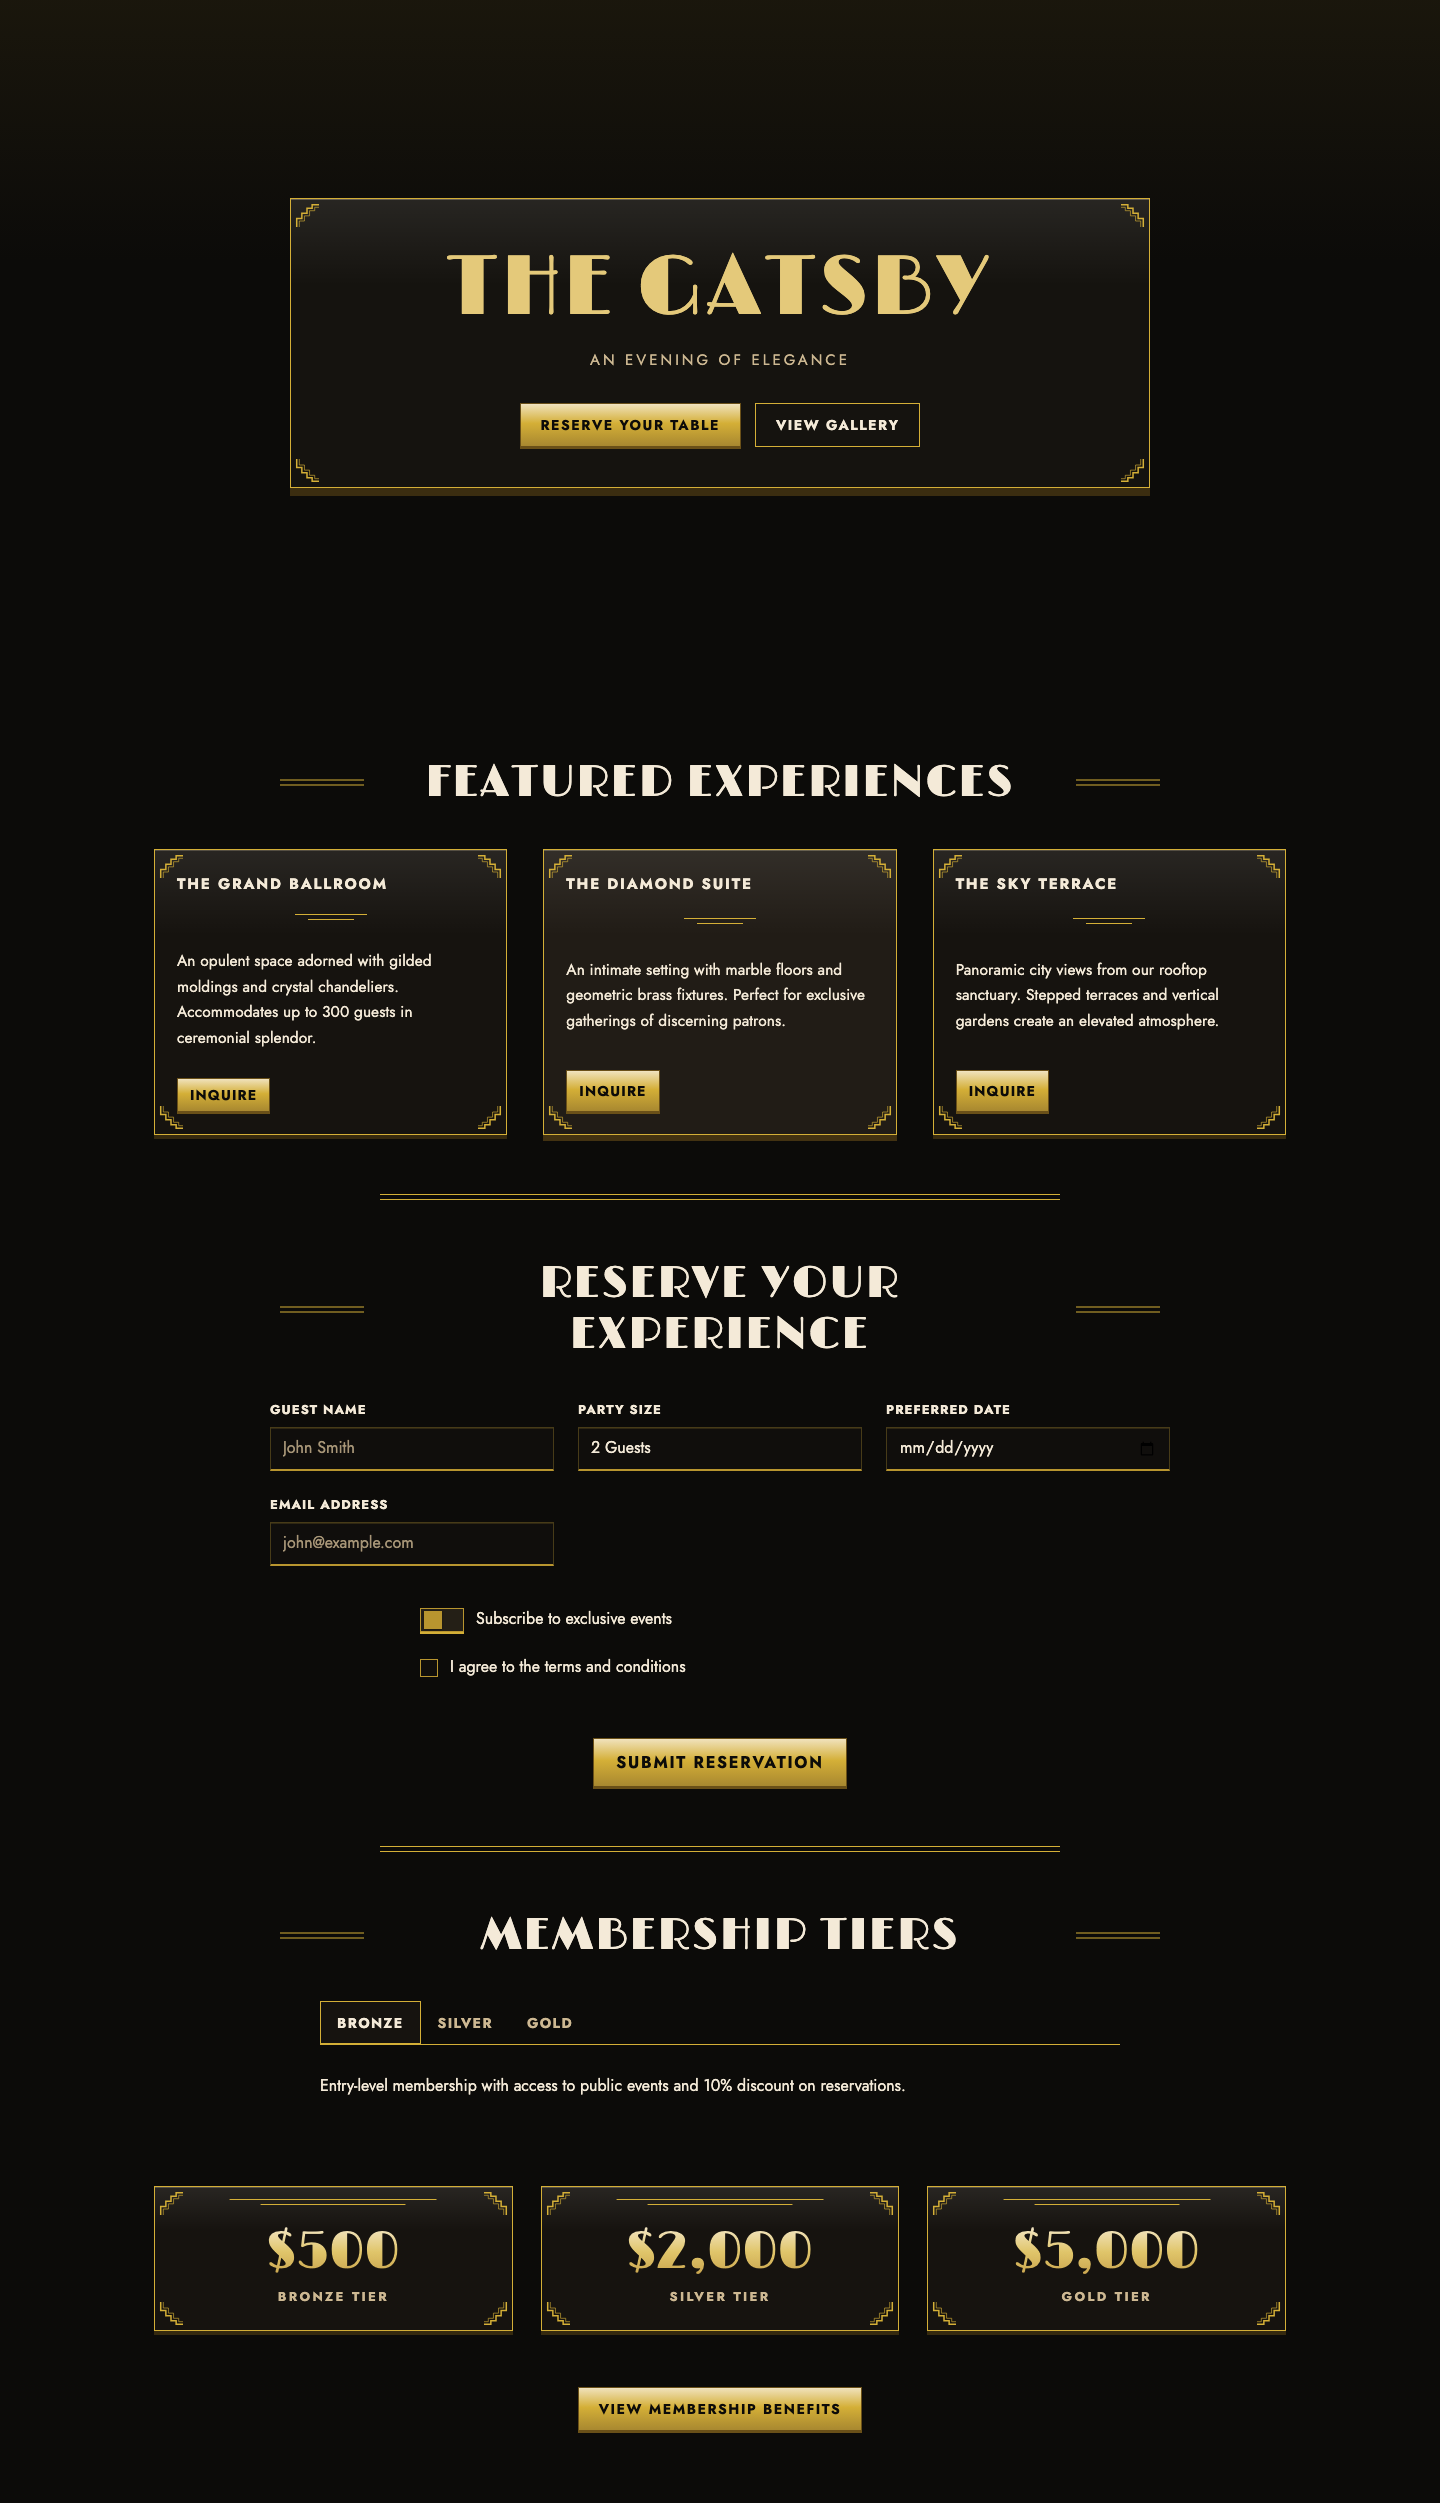 THE GATSBY
AN EVENING OF ELEGANCE
RESERVE YOUR TABLE
VIEW GALLERY
FEATURED EXPERIENCES
THE GRAND BALLROOM
An opulent space adorned with gilded
moldings and crystal chandeliers.
Accommodates up to 300 guests in
ceremonial splendor.
INQUIRE
THE DIAMOND SUITE
An intimate setting with marble floors and
geometric brass fixtures. Perfect for exclusive
gatherings of discerning patrons.
INQUIRE
THE SKY TERRACE
Panoramic city views from our rooftop
sanctuary. Stepped terraces and vertical
gardens create an elevated atmosphere.
INQUIRE
RESERVE YOUR
EXPERIENCE
GUEST NAME
John Smith
PARTY SIZE
2 Guests
PREFERRED DATE
mm/dd/yyyy
EMAIL ADDRESS
john@example.com
Subscribe to exclusive events
I agree to the terms and conditions
SUBMIT RESERVATION
MEMBERSHIP TIERS
BRONZE
SILVER
GOLD
Entry-level membership with access to public events and 10% discount on reservations.
$500
BRONZE TIER
$2,000
SILVER TIER
$5,000
GOLD TIER
VIEW MEMBERSHIP BENEFITS